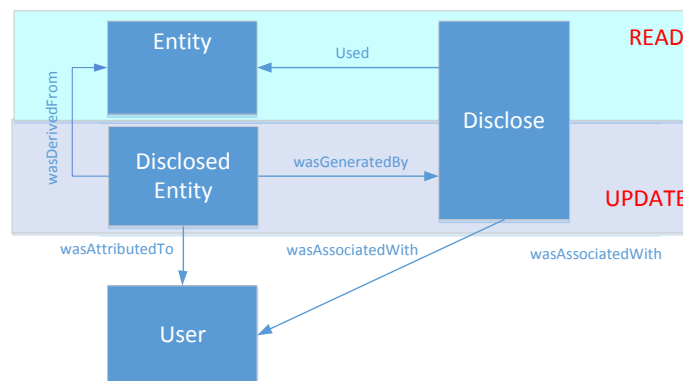 Entity
Used
READ
wasDerivedFrom
Disclose
Disclosed
Entity
wasGeneratedBy
UPDATE
wasAttributedTo
wasAssociatedWith
wasAssociatedWith
User